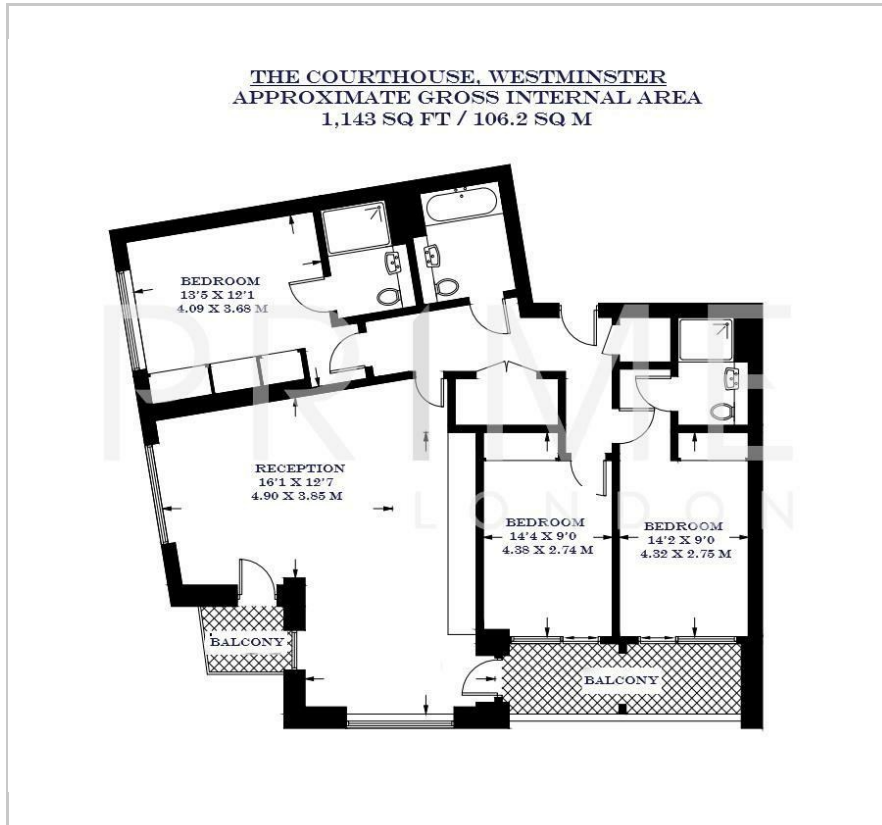 THE COURTHOUSE, WESTMINSTER
APPROXIMATE GROSS INTERNAL AREA
1,143 SQ FT / 106.2 SQ M
BEDROOM
13'5 X 12'1
4.09 X 3.68 M
PRIME
LONDON
RECEPTION
16'1 X 12'7
4.90 X 3.85 M
BEDROOM
14'4 X 9'0
4.38 X 2.74 M
BEDROOM
14'2 X 9'0
4.32 X 2.75 M
BALCONY
BALCONY